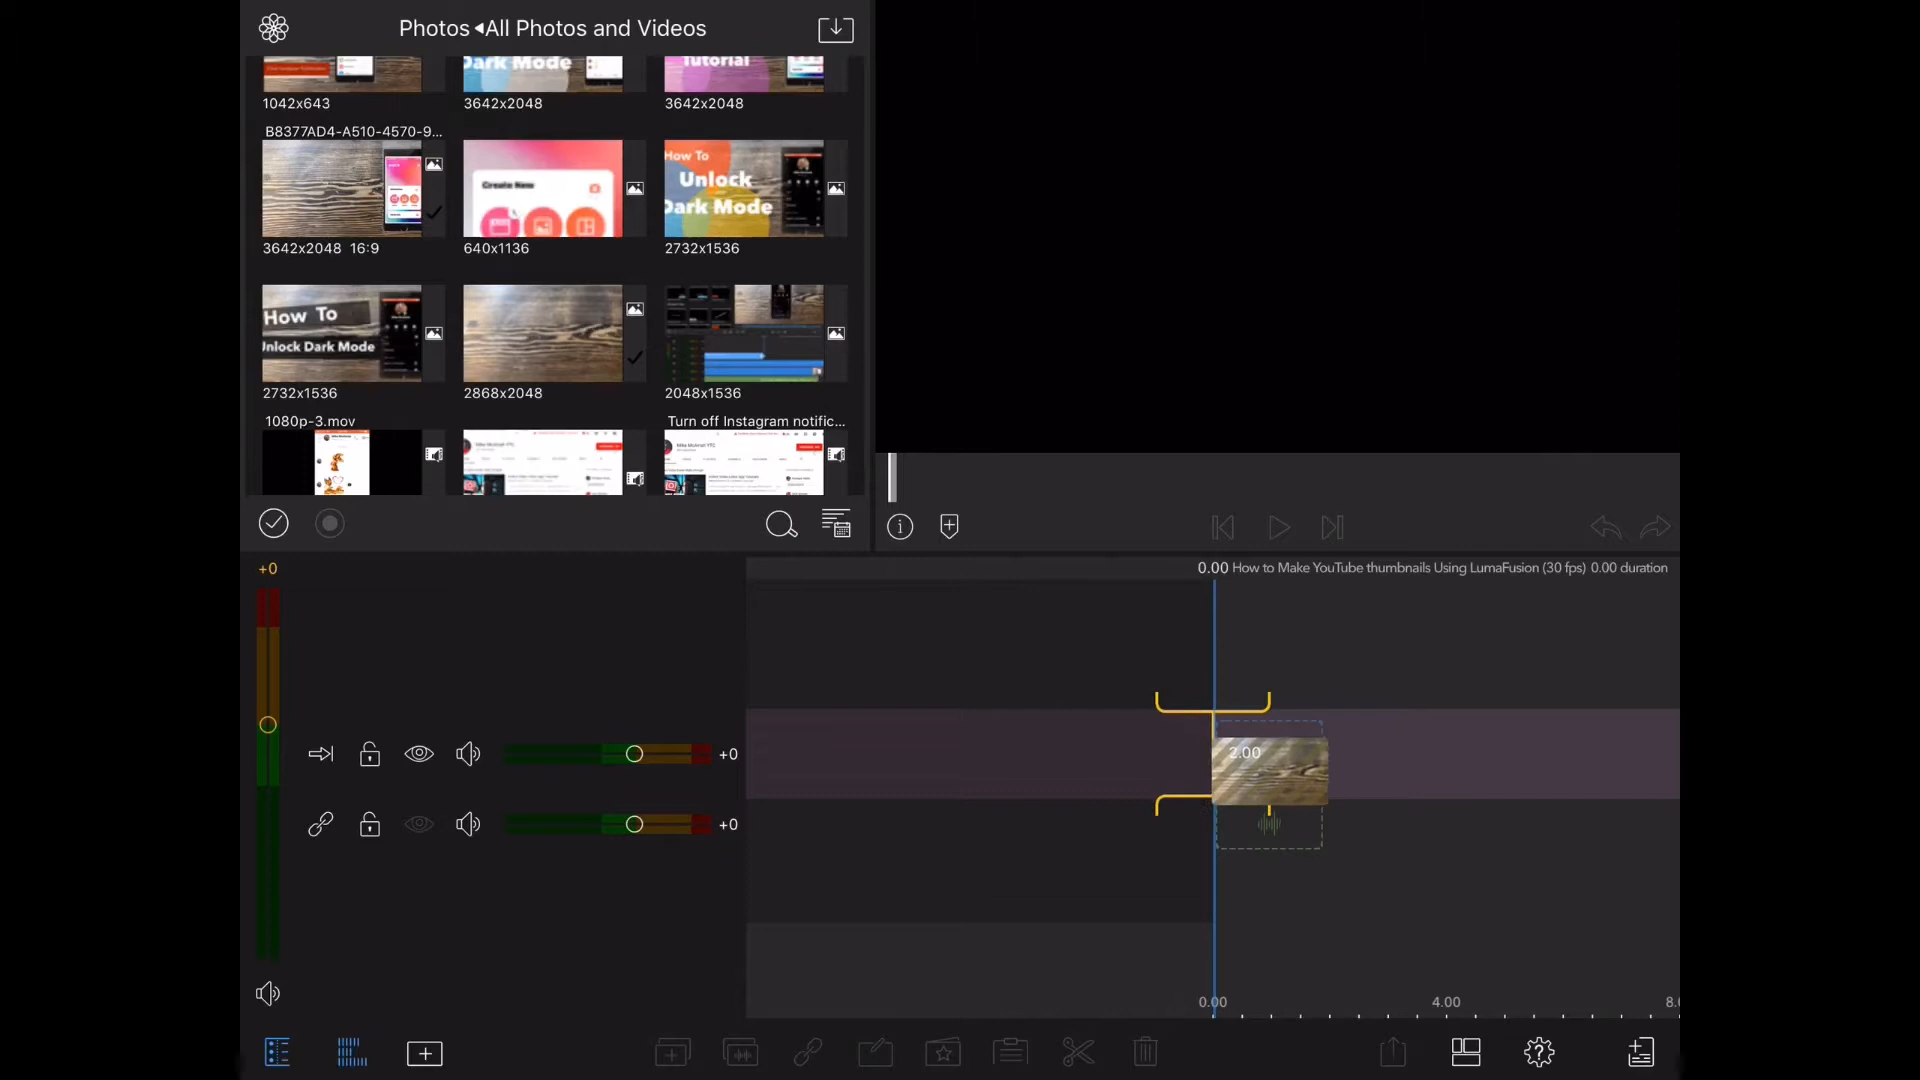 Photos ◂All Photos and Videos
Dark Mode
Tutorial
1042x643
3642x2048
3642x2048
B8377AD4-A510-4570-9...
Create New
How To
Unlock
Dark Mode
3642x2048 16:9
640x1136
2732x1536
How To
Unlock Dark Mode
2732x1536
2868x2048
2048x1536
1080p-3.mov
Turn off Instagram notific...
+0
0.00 How to Make YouTube thumbnails Using LumaFusion (30 fps) 0.00 duration
2.00
+0
+0
0.00
4.00